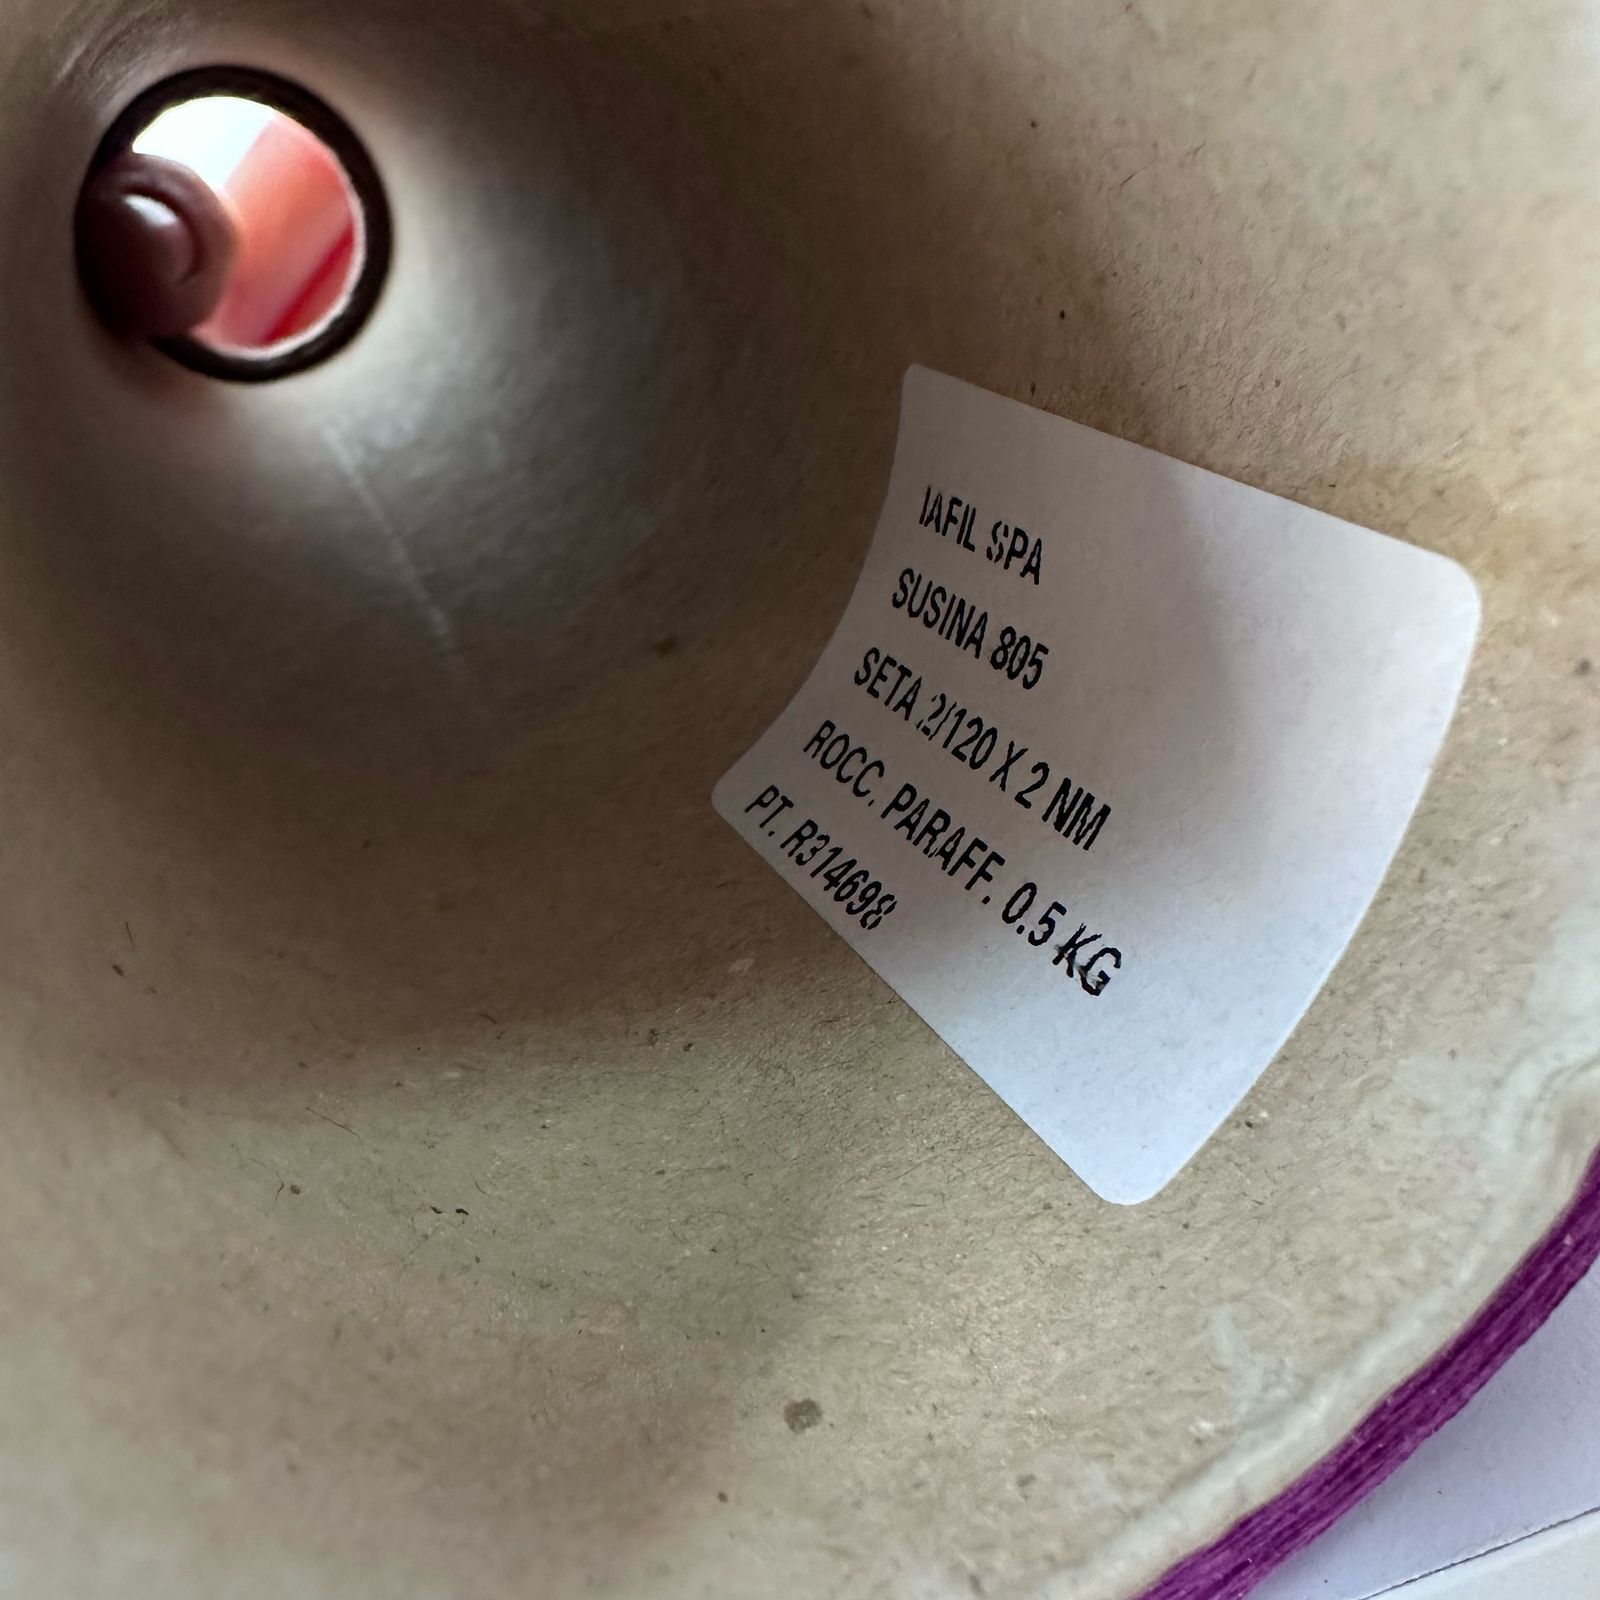 IAFIL SPA
SUSINA 805
SETA 2/120 X 2 NM
ROCC. PARAFF. 0.5 KG
PT. R314698